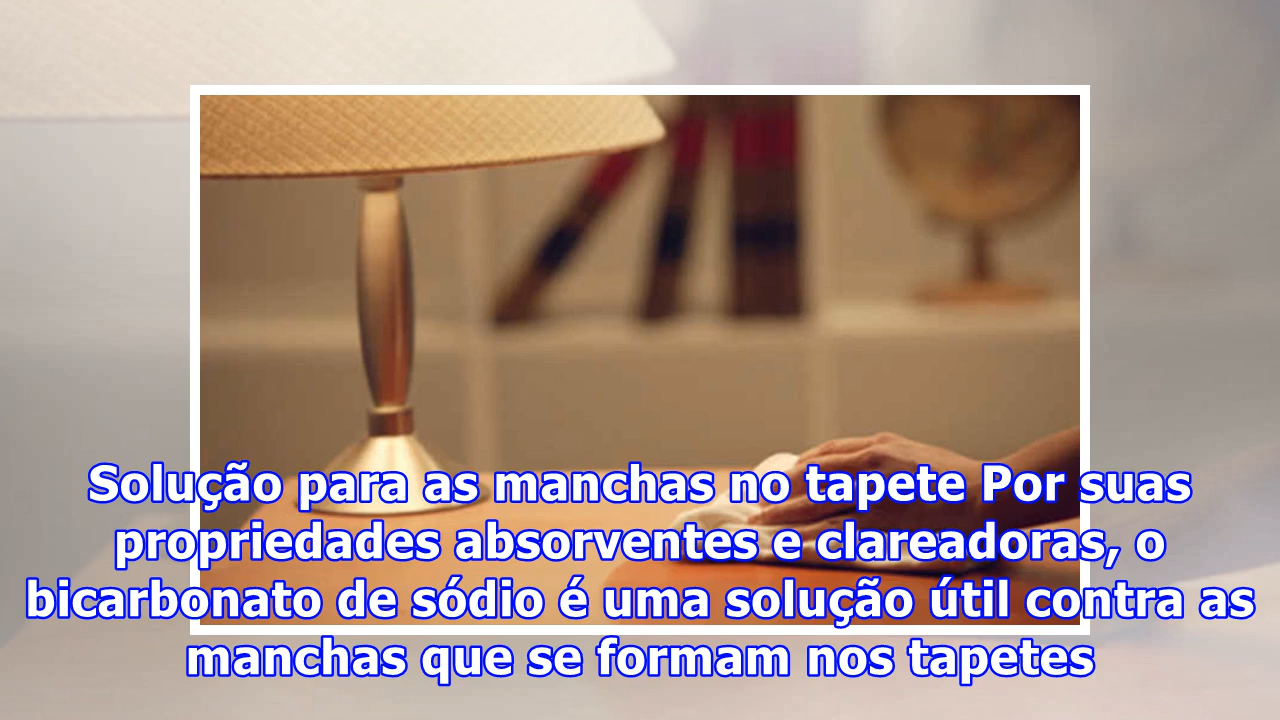 Solução para as manchas no tapete Por suas
propriedades absorventes e clareadoras, o
bicarbonato de sódio é uma solução útil contra as
manchas que se formam nos tapetes